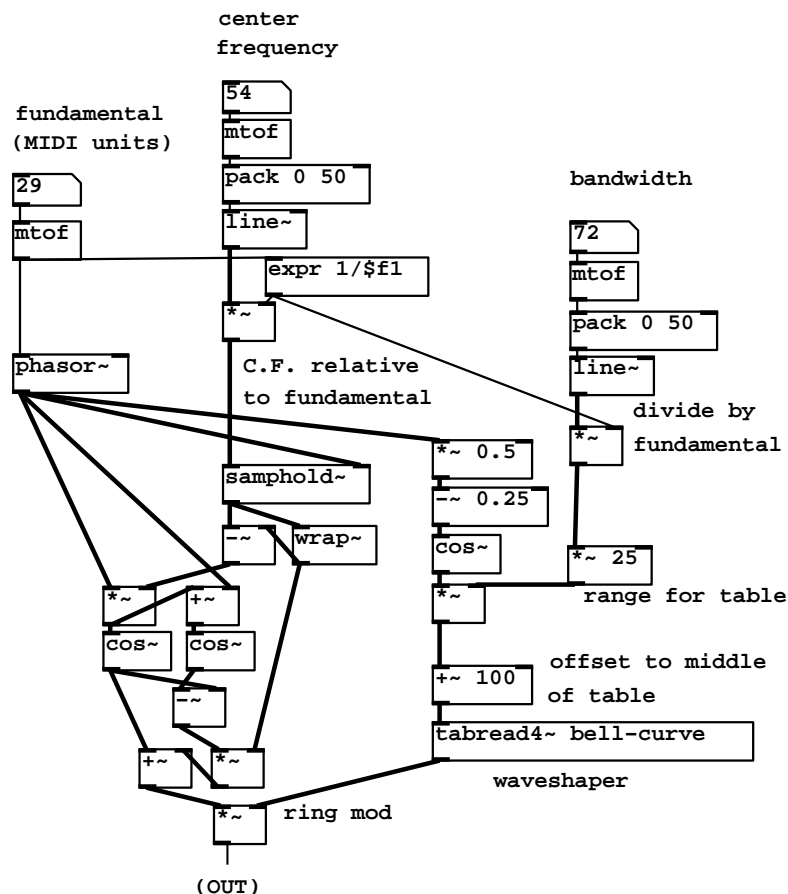 center
frequency
54
fundamental
(MIDI units)
mtof
pack 0 50
bandwidth
29
line~
mtof
72
expr 1/$f1
mtof
*~
pack 0 50
phasor~
C.F. relative
to fundamental
line~
divide by
fundamental
*~
*~ 0.5
samphold~
-~ 0.25
-~
wrap~
cos~
*~ 25
*~
+~
*~
range for table
cos~
cos~
+~ 100
offset to middle
of table
-~
tabread4~ bell-curve
+~
*~
waveshaper
*~
ring mod
(OUT)